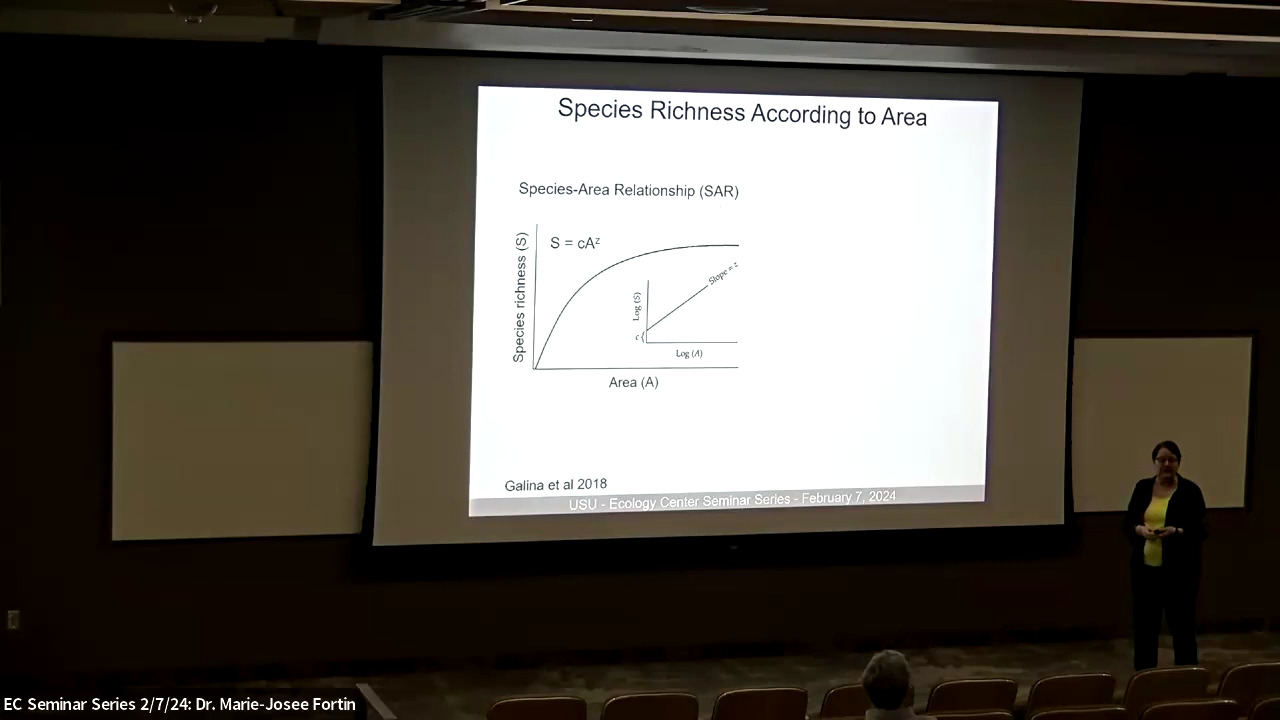 Species Richness According to Area
Species-Area Relationship (SAR)
S = cAᶻ
Species richness (S)
Slope = z
Log (S)
c
Log (A)
Area (A)
Galina et al 2018
USU - Ecology Center Seminar Series - February 7, 2024
EC Seminar Series 2/7/24: Dr. Marie-Josee Fortin